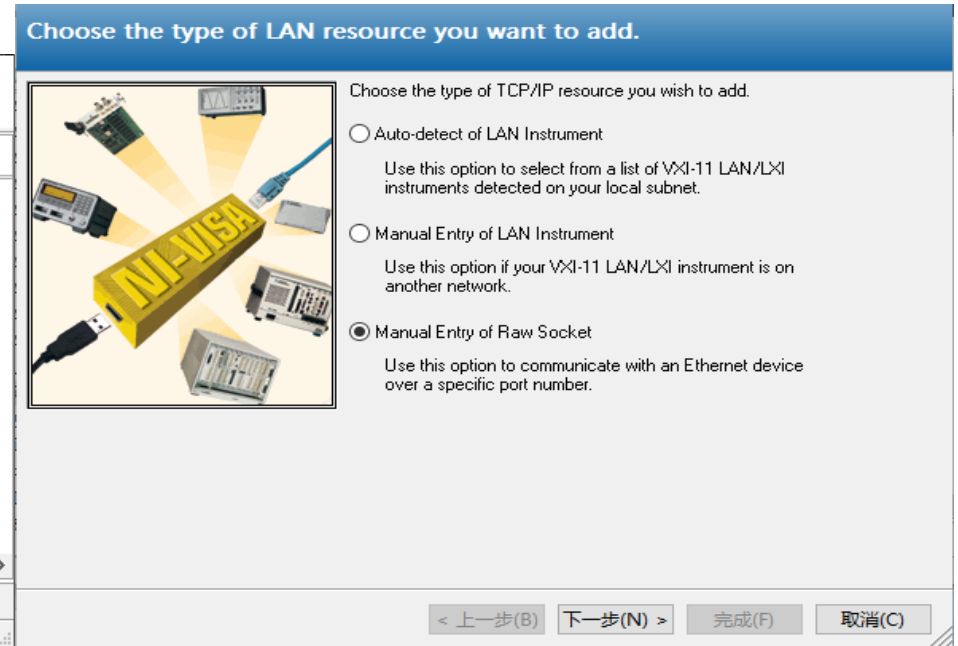 Choose the type of LAN resource you want to add.
Choose the type of TCP/IP resource you wish to add.
Auto-detect of LAN Instrument
Use this option to select from a list of VXI-11 LAN/LXI
instruments detected on your local subnet.
Manual Entry of LAN Instrument
Use this option if your VXI-11 LAN/LXI instrument is on
another network.
Manual Entry of Raw Socket
Use this option to communicate with an Ethernet device
over a specific port number.
NI-VISA
< 上一步(B) 下一步(N) > 完成(F) 取消(C)